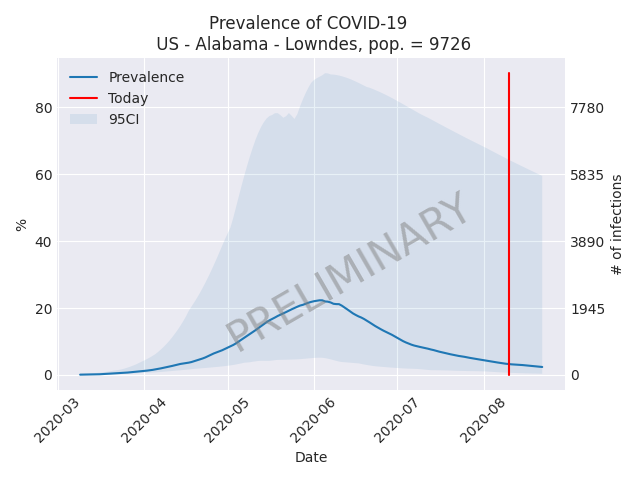 Prevalence of COVID-19
US - Alabama - Lowndes, pop. = 9726
Prevalence
Today
95CI
80
60
40
20
0
%
7780
5835
3890
1945
0
# of infections
PRELIMINARY
2020-03
2020-04
2020-05
2020-06
2020-07
2020-08
Date